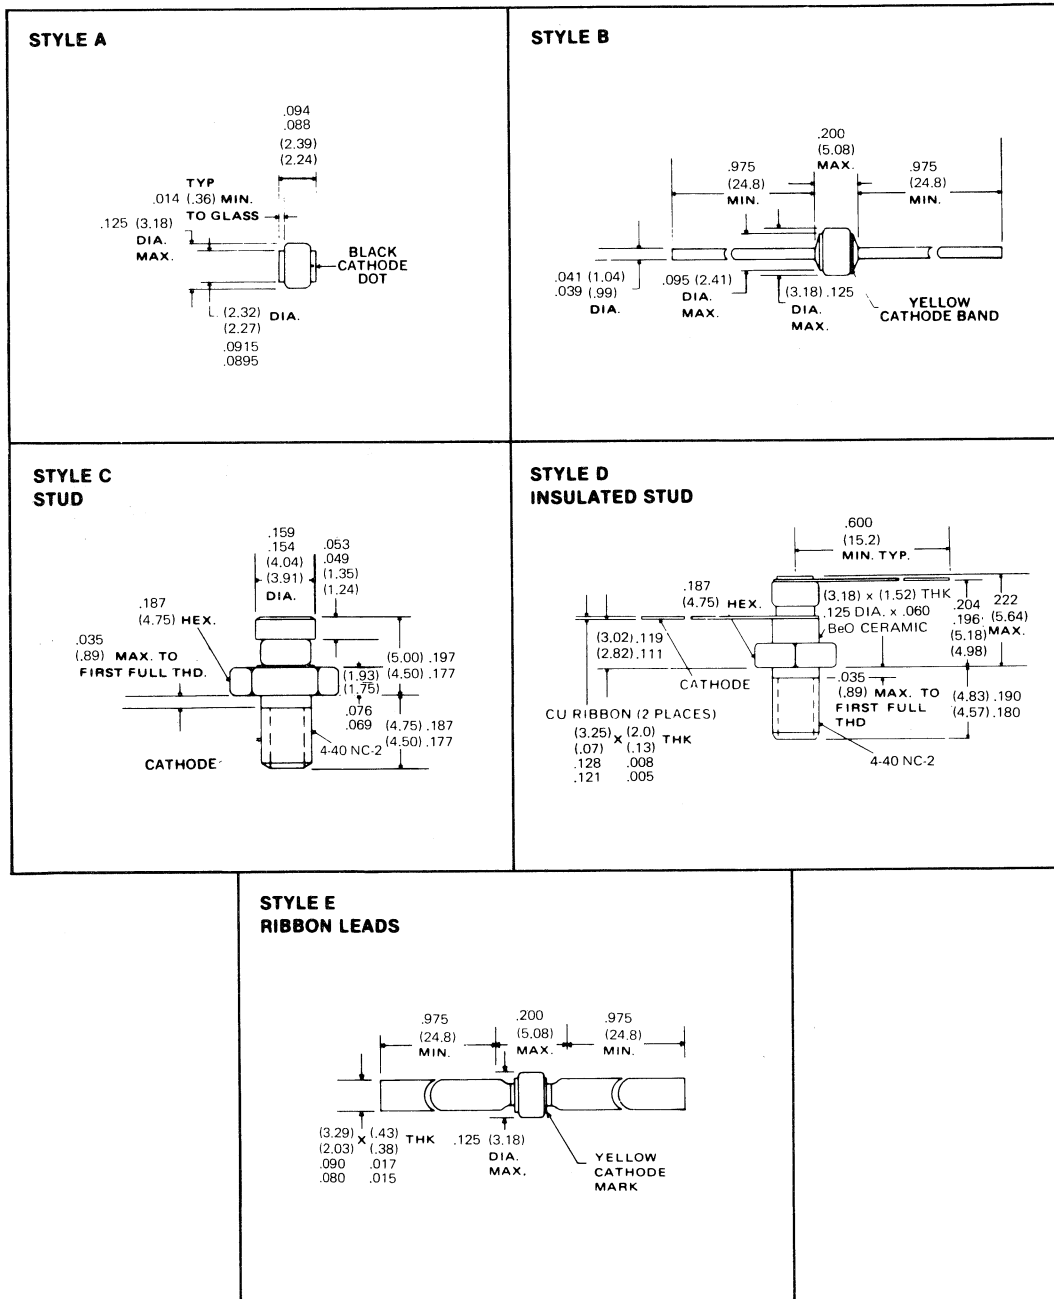 STYLE A
.094
.088
(2.39)
(2.24)
TYP
.014 (.36) MIN.
TO GLASS
.125 (3.18)
DIA.
MAX.
BLACK
CATHODE
DOT
(2.32) DIA.
(2.27)
.0915
.0895
STYLE B
.200
(5.08)
MAX.
.975
(24.8)
MIN.
.975
(24.8)
MIN.
.041 (1.04)
.039 (.99)
DIA.
.095 (2.41)
DIA.
MAX.
(3.18) .125
DIA.
MAX.
YELLOW
CATHODE BAND
STYLE C
STUD
.159
.154
(4.04)
(3.91)
DIA.
.053
.049
(1.35)
(1.24)
.187
(4.75) HEX.
.035
(.89) MAX. TO
FIRST FULL THD.
(5.00) .197
(4.50) .177
(1.93)
(1.75)
.076
.069
(4.75) .187
(4.50) .177
4-40 NC-2
CATHODE
STYLE D
INSULATED STUD
.600
(15.2)
MIN. TYP.
.187
(4.75) HEX.
(3.18) x (1.52) THK
.125 DIA. x .060
BeO CERAMIC
.204
.196
(5.18)
(4.98)
.222
(5.64)
MAX.
(3.02) .119
(2.82) .111
CATHODE
.035
(.89) MAX. TO
FIRST FULL
THD
(4.83) .190
(4.57) .180
CU RIBBON (2 PLACES)
(3.25) x (2.0) THK
(.07) (.13)
.128 .008
.121 .005
4-40 NC-2
STYLE E
RIBBON LEADS
.975
(24.8)
MIN.
.200
(5.08)
MAX.
.975
(24.8)
MIN.
(3.29) x (.43) THK
(2.03) (.38)
.090 .017
.080 .015
.125 (3.18)
DIA.
MAX.
YELLOW
CATHODE
MARK